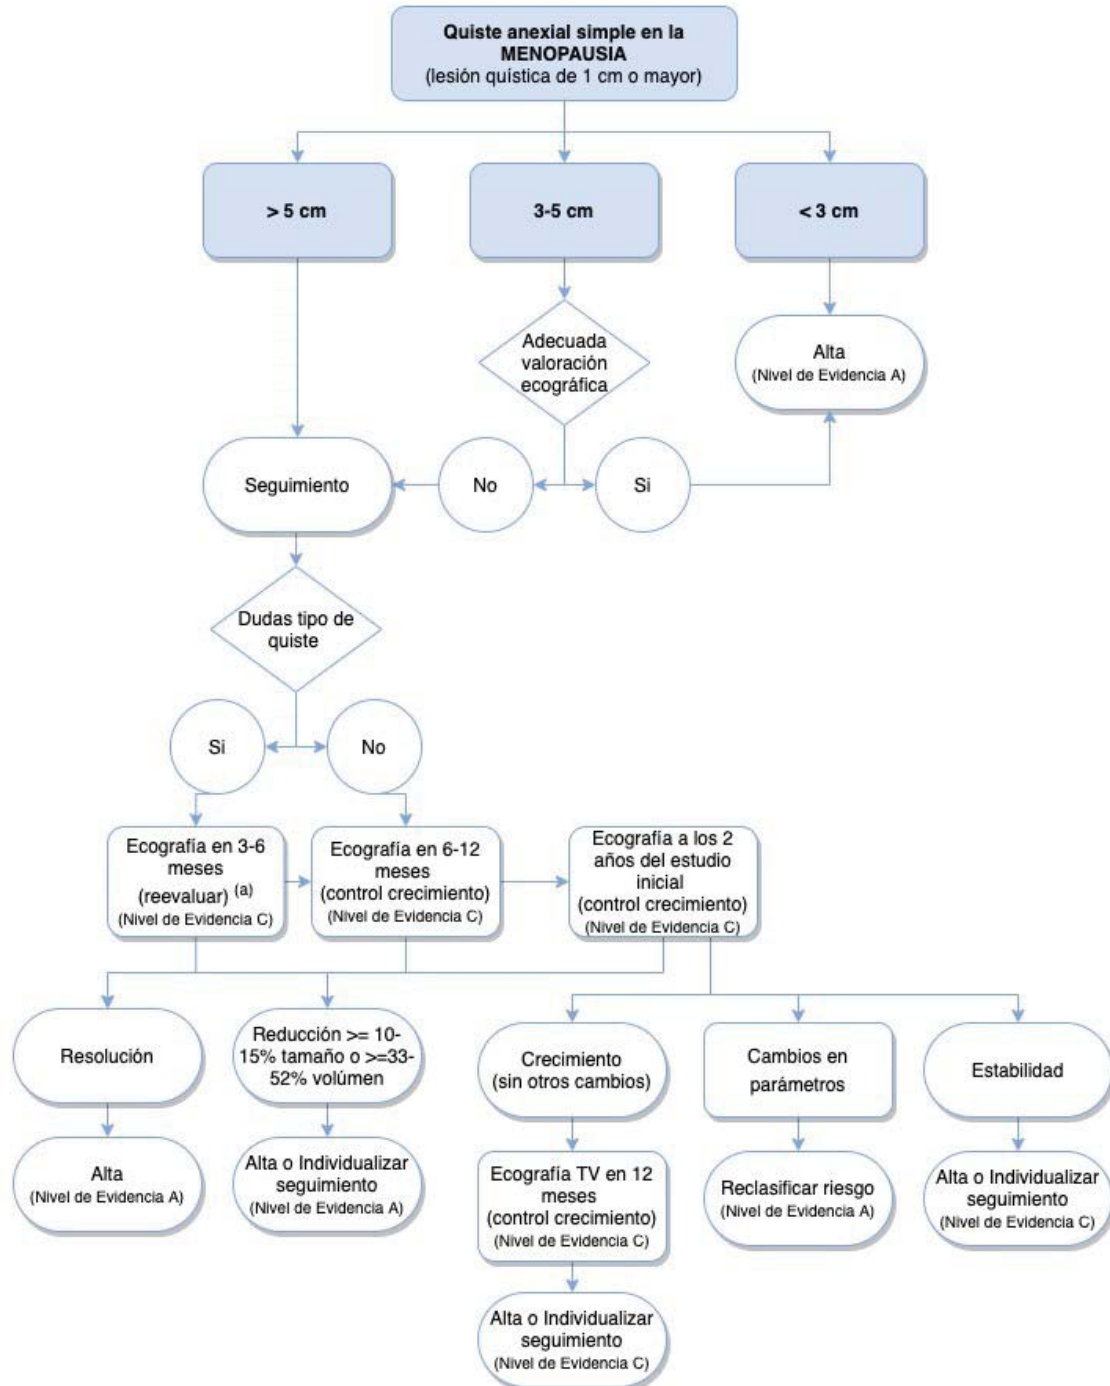 Quiste anexial simple en la
MENOPAUSIA
(lesión quística de 1 cm o mayor)
> 5 cm
3-5 cm
< 3 cm
Adecuada
valoración
ecográfica
Alta
(Nivel de Evidencia A)
Seguimiento
No
Si
Dudas tipo de
quiste
Si
No
Ecografía en 3-6
meses
(reevaluar) (a)
(Nivel de Evidencia C)
Ecografía en 6-12
meses
(control crecimiento)
(Nivel de Evidencia C)
Ecografía a los 2
años del estudio
inicial
(control crecimiento)
(Nivel de Evidencia C)
Resolución
Reducción >= 10-
15% tamaño o >=33-
52% volúmen
Crecimiento
(sin otros cambios)
Cambios en
parámetros
Estabilidad
Alta
(Nivel de Evidencia A)
Alta o Individualizar
seguimiento
(Nivel de Evidencia A)
Ecografía TV en 12
meses
(control crecimiento)
(Nivel de Evidencia C)
Reclasificar riesgo
(Nivel de Evidencia A)
Alta o Individualizar
seguimiento
(Nivel de Evidencia C)
Alta o Individualizar
seguimiento
(Nivel de Evidencia C)